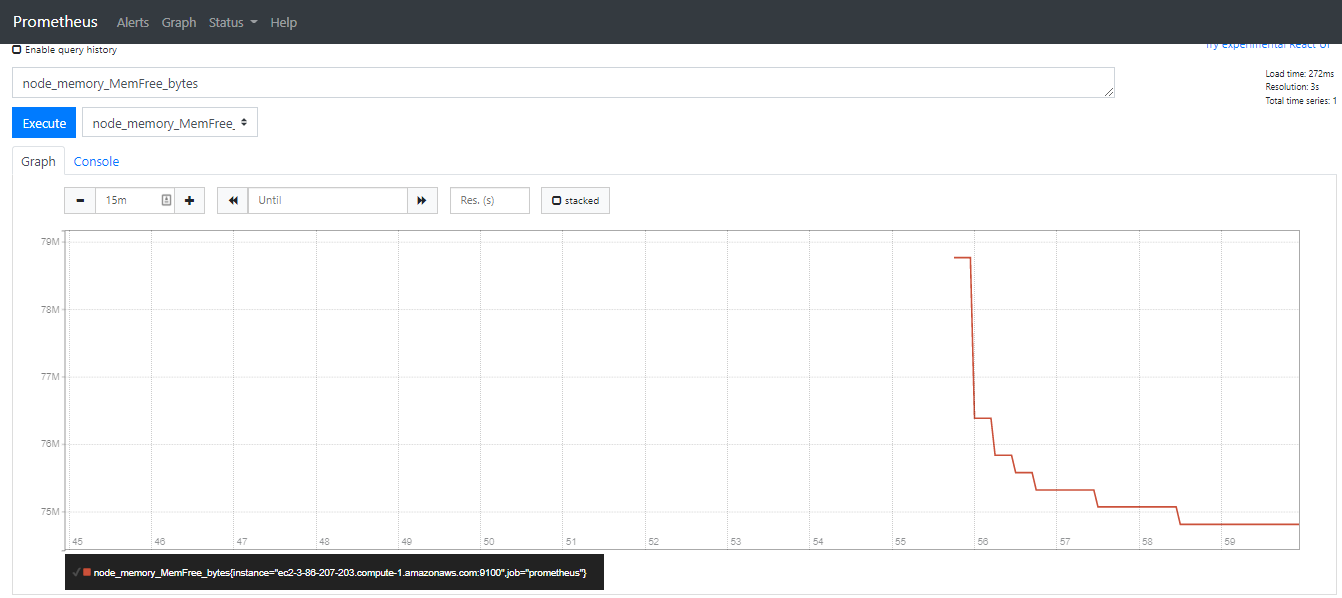 Prometheus Alerts Graph Status Help
Enable query history
Try experimental React UI
node_memory_MemFree_bytes
Load time: 272ms
Resolution: 3s
Total time series: 1
Execute node_memory_MemFree_
Graph Console
15m Until Res. (s) stacked
79M
78M
77M
76M
75M
45 46 47 48 49 50 51 52 53 54 55 56 57 58 59
node_memory_MemFree_bytes{instance="ec2-3-86-207-203.compute-1.amazonaws.com:9100",job="prometheus"}